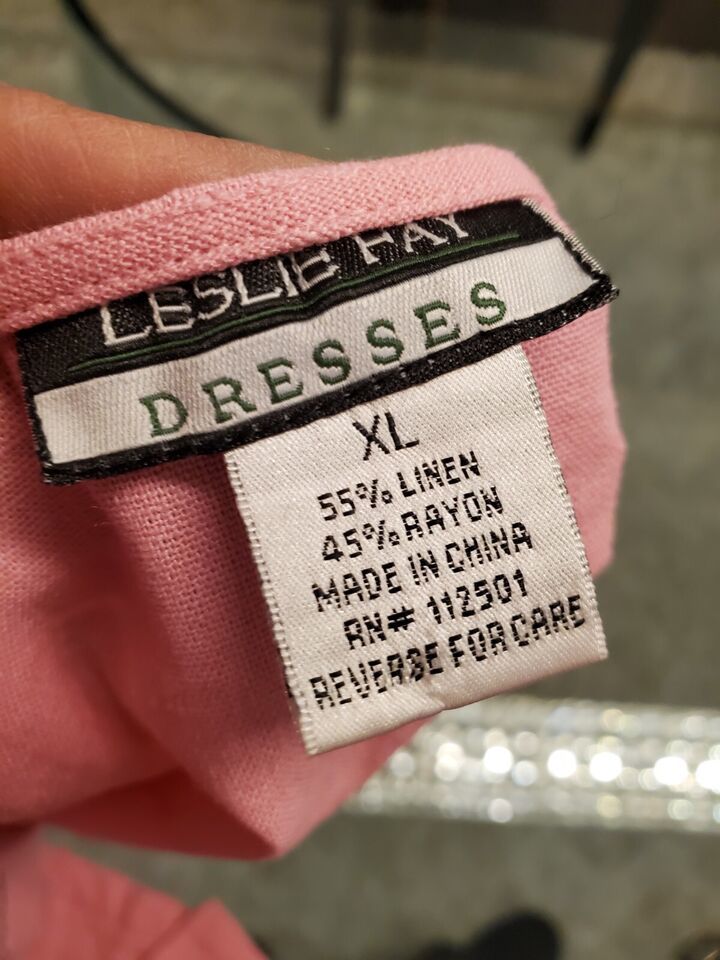 LESLIE FAY
DRESSES
XL
55% LINEN
45% RAYON
MADE IN CHINA
RN# 112501
REVERSE FOR CARE